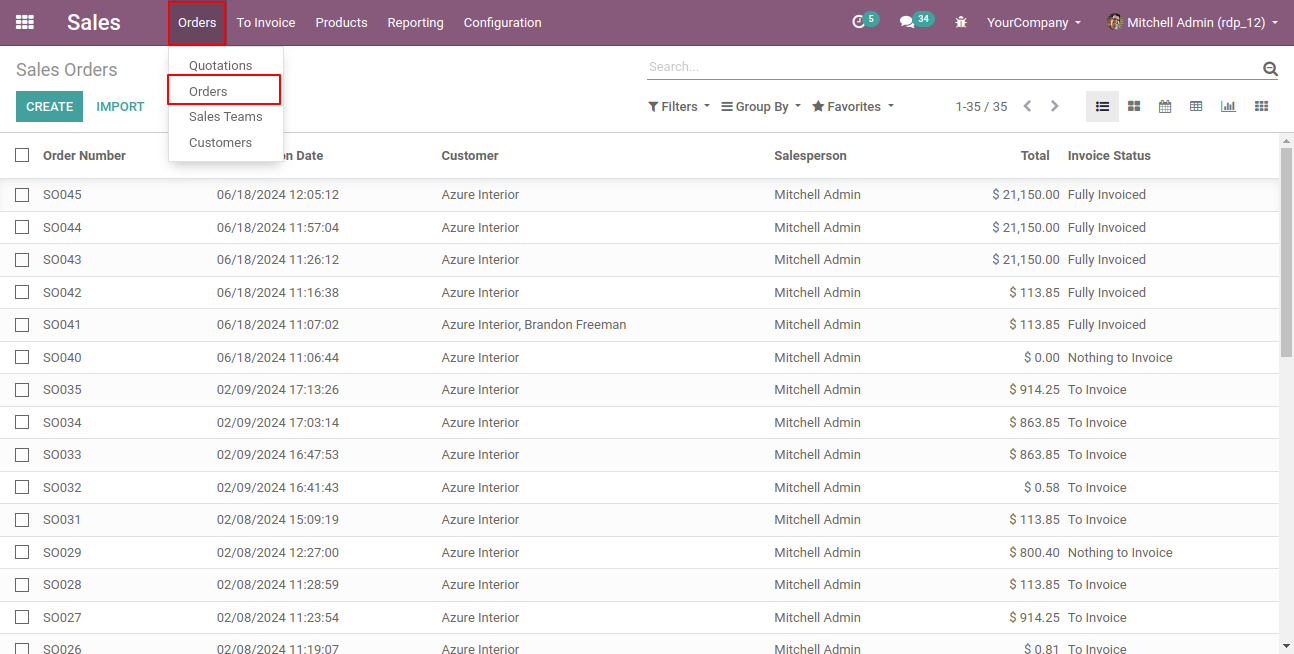 Sales Orders To Invoice Products Reporting Configuration 5 34 YourCompany Mitchell Admin (rdp_12)
Quotations
Orders
Sales Teams
Customers
Sales Orders
Search...
CREATE IMPORT
Filters Group By Favorites 1-35 / 35
Order Number n Date Customer Salesperson Total Invoice Status
SO045 06/18/2024 12:05:12 Azure Interior Mitchell Admin $ 21,150.00 Fully Invoiced
SO044 06/18/2024 11:57:04 Azure Interior Mitchell Admin $ 21,150.00 Fully Invoiced
SO043 06/18/2024 11:26:12 Azure Interior Mitchell Admin $ 21,150.00 Fully Invoiced
SO042 06/18/2024 11:16:38 Azure Interior Mitchell Admin $ 113.85 Fully Invoiced
SO041 06/18/2024 11:07:02 Azure Interior, Brandon Freeman Mitchell Admin $ 113.85 Fully Invoiced
SO040 06/18/2024 11:06:44 Azure Interior Mitchell Admin $ 0.00 Nothing to Invoice
SO035 02/09/2024 17:13:26 Azure Interior Mitchell Admin $ 914.25 To Invoice
SO034 02/09/2024 17:03:14 Azure Interior Mitchell Admin $ 863.85 To Invoice
SO033 02/09/2024 16:47:53 Azure Interior Mitchell Admin $ 863.85 To Invoice
SO032 02/09/2024 16:41:43 Azure Interior Mitchell Admin $ 0.58 To Invoice
SO031 02/08/2024 15:09:19 Azure Interior Mitchell Admin $ 113.85 To Invoice
SO029 02/08/2024 12:27:00 Azure Interior Mitchell Admin $ 800.40 Nothing to Invoice
SO028 02/08/2024 11:28:59 Azure Interior Mitchell Admin $ 113.85 To Invoice
SO027 02/08/2024 11:23:54 Azure Interior Mitchell Admin $ 914.25 To Invoice
SO026 02/08/2024 11:19:07 Azure Interior Mitchell Admin $ 0.81 To Invoice